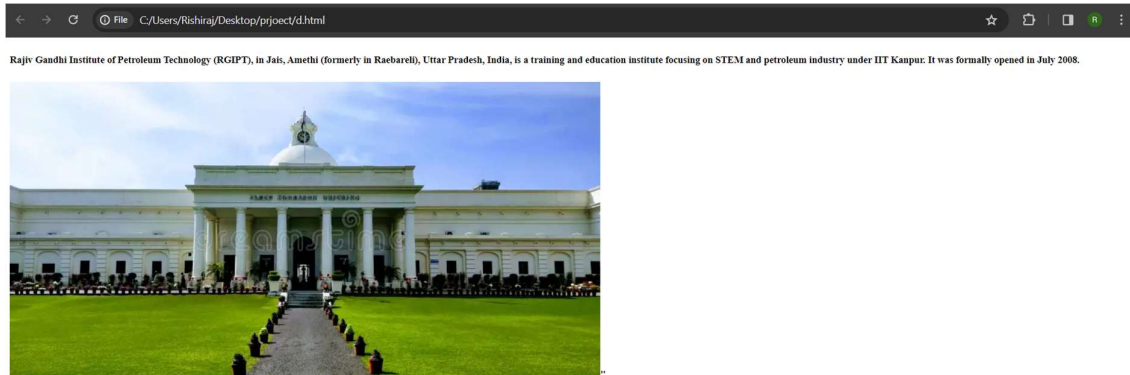 File C:/Users/Rishiraj/Desktop/prjoect/d.html
R
Rajiv Gandhi Institute of Petroleum Technology (RGIPT), in Jais, Amethi (formerly in Raebareli), Uttar Pradesh, India, is a training and education institute focusing on STEM and petroleum industry under IIT Kanpur. It was formally opened in July 2008.
dreamstime
"